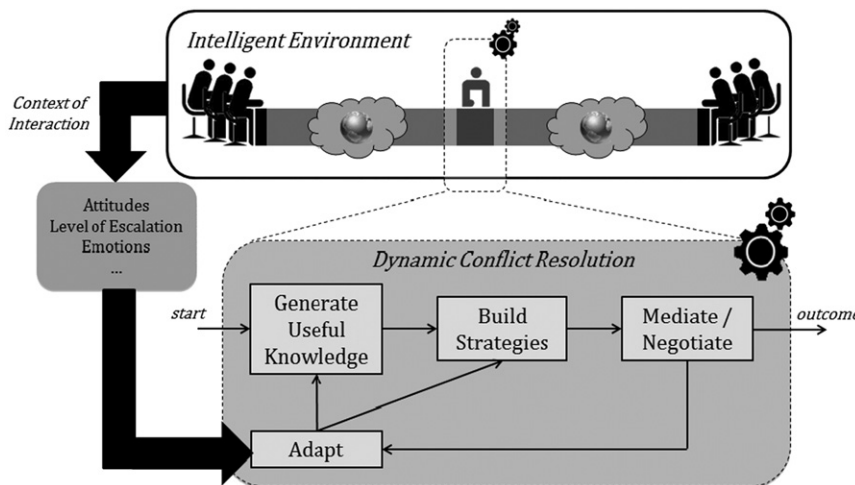 Intelligent Environment
Context of
Interaction
Attitudes
Level of Escalation
Emotions
...
Dynamic Conflict Resolution
start
Generate
Useful
Knowledge
Build
Strategies
Mediate /
Negotiate
outcome
Adapt